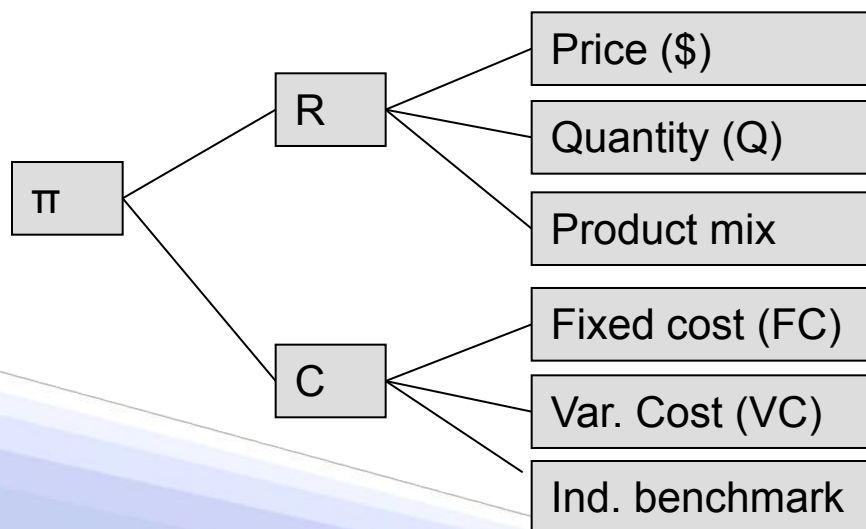 π
R
Price ($)
Quantity (Q)
Product mix
C
Fixed cost (FC)
Var. Cost (VC)
Ind. benchmark